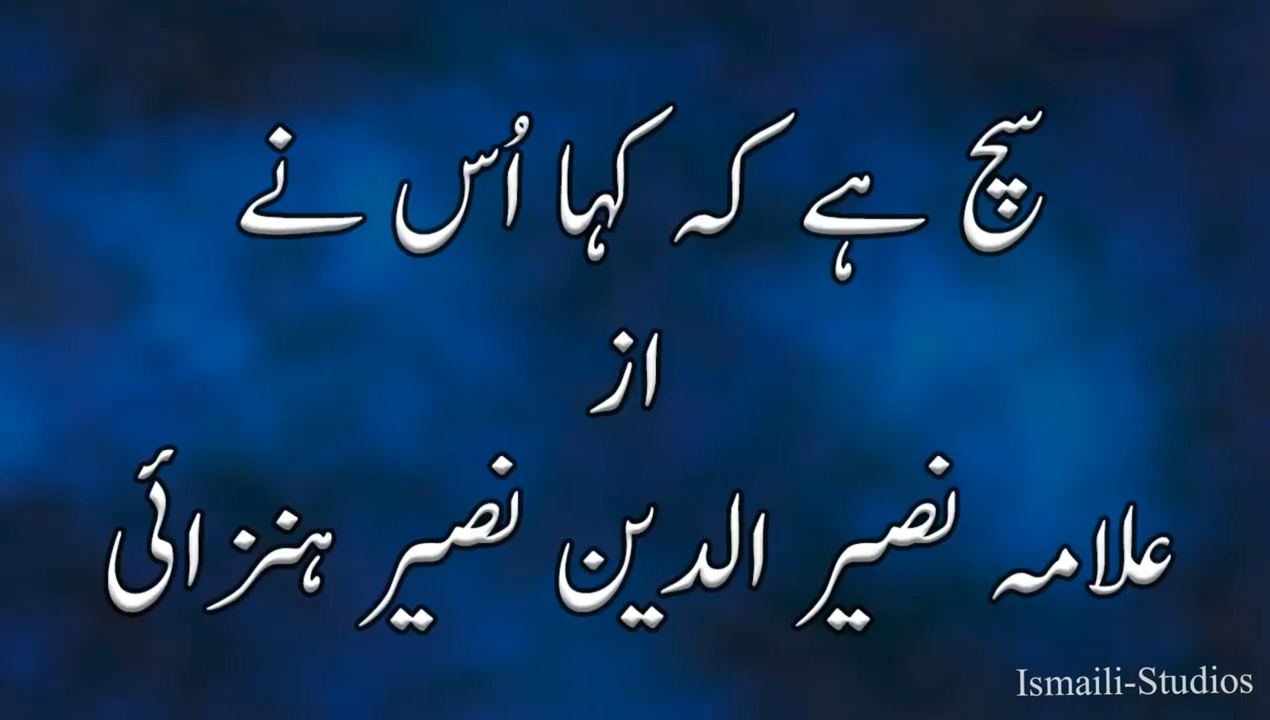 سچ ہے کہ کہا اُس نے
از
علامہ نصیر الدین نصیر ہنزائی
Ismaili-Studios